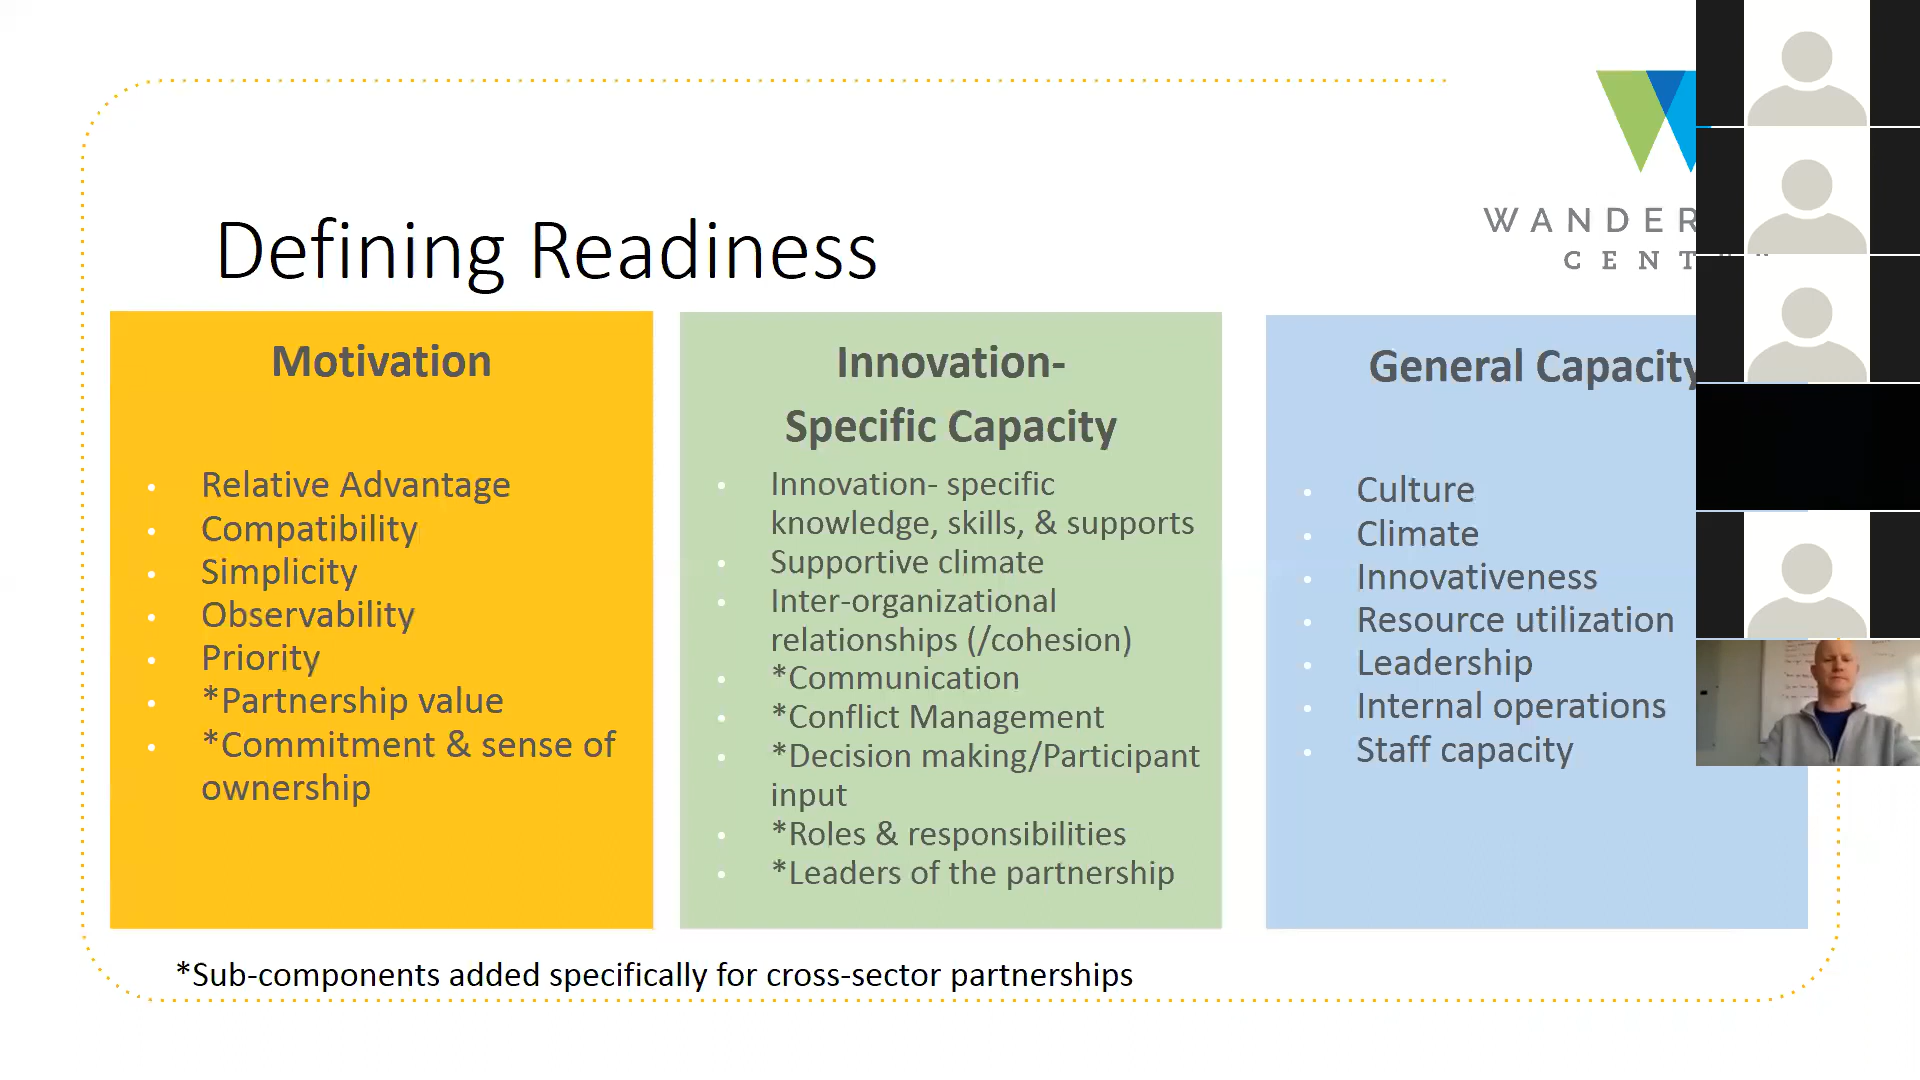 Defining Readiness
Motivation
Relative Advantage
Compatibility
Simplicity
Observability
Priority
*Partnership value
*Commitment & sense of
ownership
Innovation-
Specific Capacity
Innovation- specific
knowledge, skills, & supports
Supportive climate
Inter-organizational
relationships (/cohesion)
*Communication
*Conflict Management
*Decision making/Participant
input
*Roles & responsibilities
*Leaders of the partnership
General Capacity
Culture
Climate
Innovativeness
Resource utilization
Leadership
Internal operations
Staff capacity
*Sub-components added specifically for cross-sector partnerships